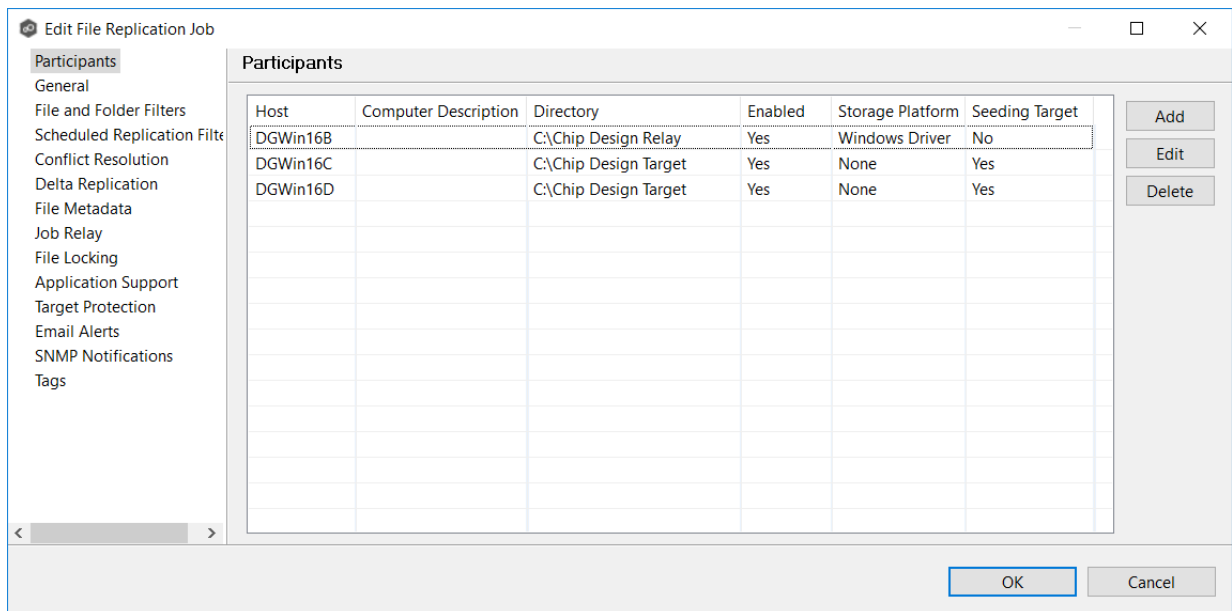 Edit File Replication Job
Participants
General
File and Folder Filters
Scheduled Replication Filte
Conflict Resolution
Delta Replication
File Metadata
Job Relay
File Locking
Application Support
Target Protection
Email Alerts
SNMP Notifications
Tags
Participants
Host Computer Description Directory Enabled Storage Platform Seeding Target
DGWin16B C:\Chip Design Relay Yes Windows Driver No
DGWin16C C:\Chip Design Target Yes None Yes
DGWin16D C:\Chip Design Target Yes None Yes
Add
Edit
Delete
OK Cancel